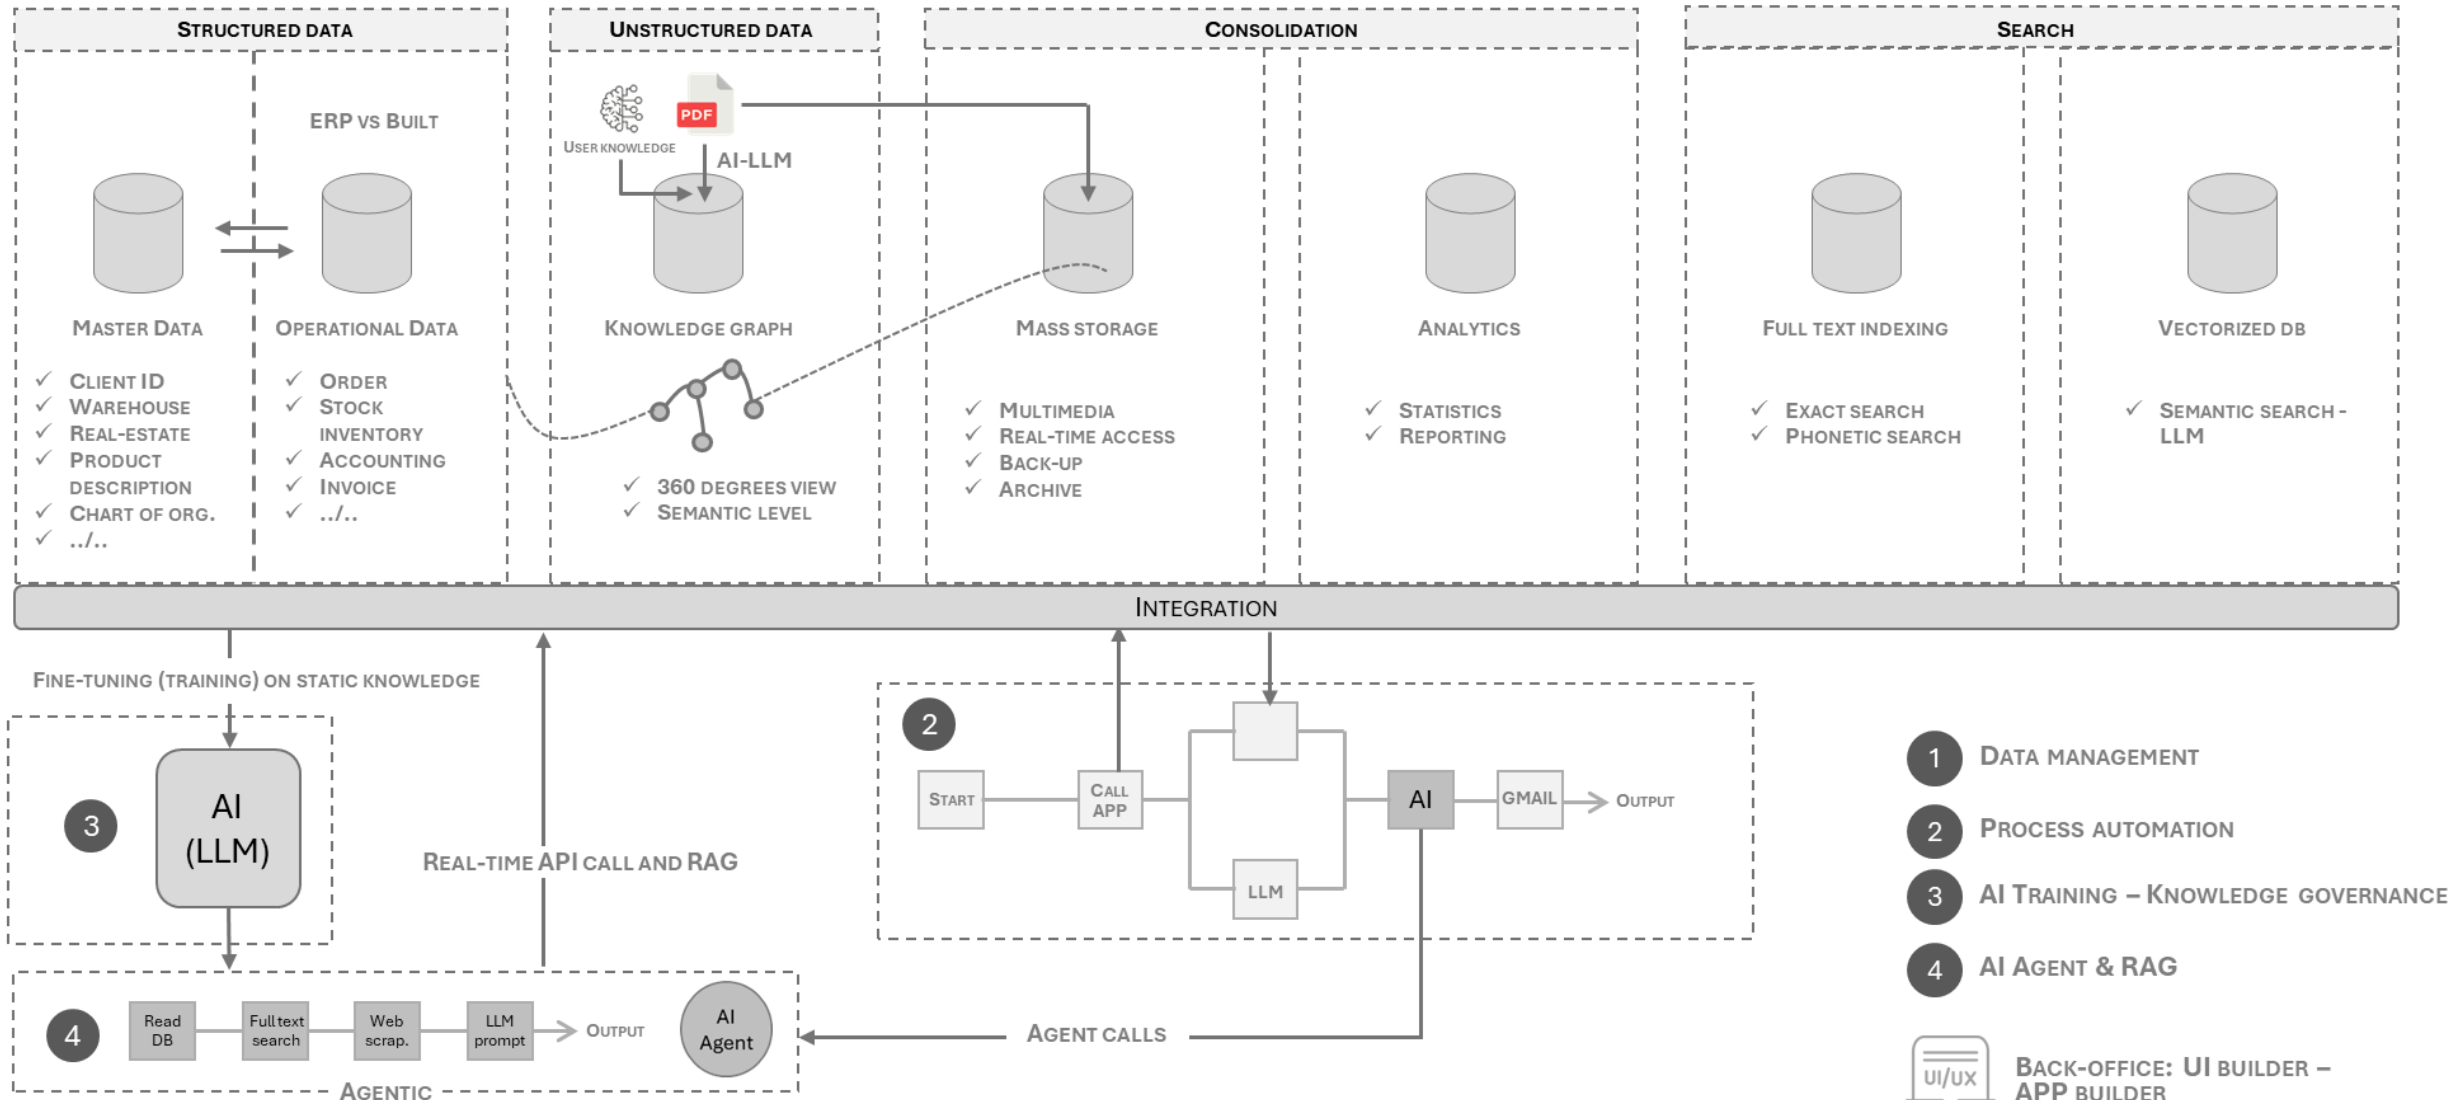 STRUCTURED DATA
UNSTRUCTURED DATA
CONSOLIDATION
SEARCH
ERP VS BUILT
USER KNOWLEDGE
PDF
AI-LLM
MASTER DATA
OPERATIONAL DATA
KNOWLEDGE GRAPH
MASS STORAGE
ANALYTICS
FULL TEXT INDEXING
VECTORIZED DB
✓ CLIENT ID
✓ WAREHOUSE
✓ REAL-ESTATE
✓ PRODUCT
DESCRIPTION
✓ CHART OF ORG.
✓ ../..
✓ ORDER
✓ STOCK
INVENTORY
✓ ACCOUNTING
✓ INVOICE
✓ ../..
✓ 360 DEGREES VIEW
✓ SEMANTIC LEVEL
✓ MULTIMEDIA
✓ REAL-TIME ACCESS
✓ BACK-UP
✓ ARCHIVE
✓ STATISTICS
✓ REPORTING
✓ EXACT SEARCH
✓ PHONETIC SEARCH
✓ SEMANTIC SEARCH -
LLM
INTEGRATION
FINE-TUNING (TRAINING) ON STATIC KNOWLEDGE
3
AI
(LLM)
REAL-TIME API CALL AND RAG
2
START
CALL
APP
LLM
AI
GMAIL
OUTPUT
4
Read
DB
Full text
search
Web
scrap.
LLM
prompt
OUTPUT
AI
Agent
AGENTIC
AGENT CALLS
1 DATA MANAGEMENT
2 PROCESS AUTOMATION
3 AI TRAINING – KNOWLEDGE GOVERNANCE
4 AI AGENT & RAG
UI/UX
BACK-OFFICE: UI BUILDER –
APP BUILDER